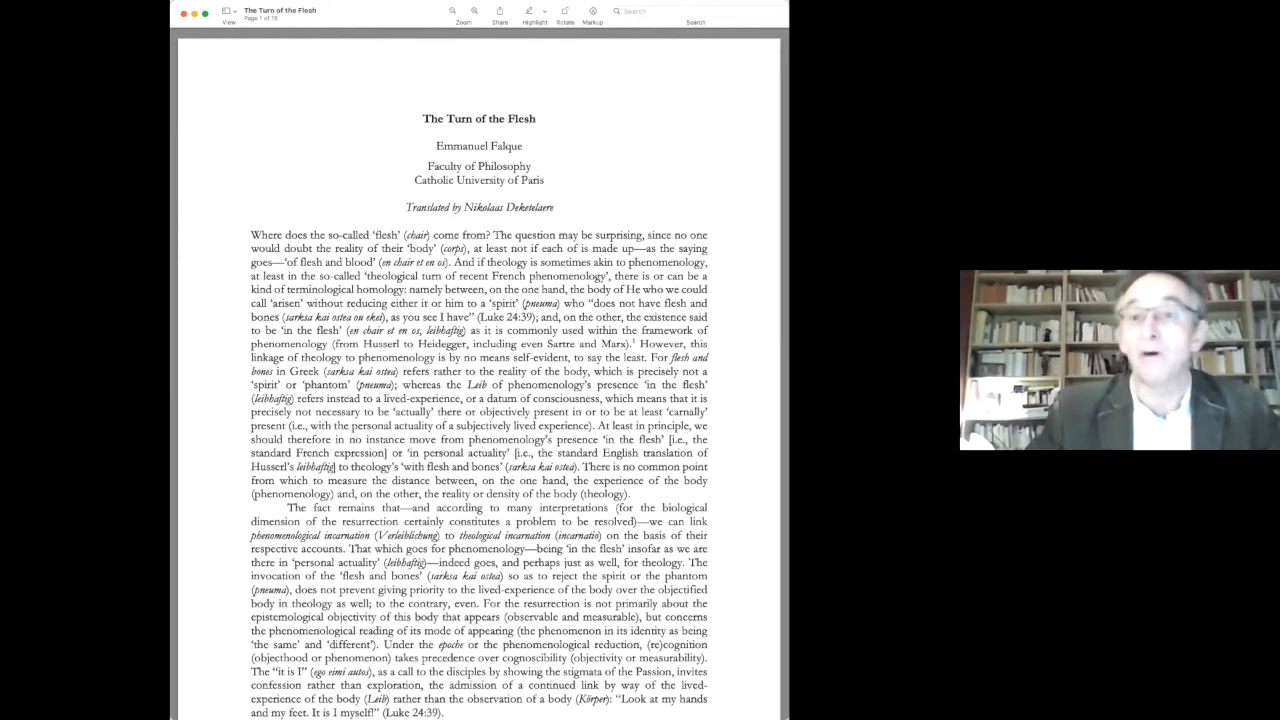 The Turn of the Flesh
Page 1 of 15
View
Zoom
Share
Highlight
Rotate
Markup
Search
Search
The Turn of the Flesh
Emmanuel Falque
Faculty of Philosophy
Catholic University of Paris
Translated by Nikolaas Deketelaere
Where does the so-called ‘flesh’ (chair) come from? The question may be surprising, since no one
would doubt the reality of their ‘body’ (corps), at least not if each of is made up—as the saying
goes—‘of flesh and blood’ (en chair et en os). And if theology is sometimes akin to phenomenology,
at least in the so-called ‘theological turn of recent French phenomenology’, there is or can be a
kind of terminological homology: namely between, on the one hand, the body of He who we could
call ‘arisen’ without reducing either it or him to a ‘spirit’ (pneuma) who “does not have flesh and
bones (sarksa kai ostea ou ekei), as you see I have” (Luke 24:39); and, on the other, the existence said
to be ‘in the flesh’ (en chair et en os, leibhaftig) as it is commonly used within the framework of
phenomenology (from Husserl to Heidegger, including even Sartre and Marx).1 However, this
linkage of theology to phenomenology is by no means self-evident, to say the least. For flesh and
bones in Greek (sarksa kai ostea) refers rather to the reality of the body, which is precisely not a
‘spirit’ or ‘phantom’ (pneuma); whereas the Leib of phenomenology’s presence ‘in the flesh’
(leibhaftig) refers instead to a lived-experience, or a datum of consciousness, which means that it is
precisely not necessary to be ‘actually’ there or objectively present in or to be at least ‘carnally’
present (i.e., with the personal actuality of a subjectively lived experience). At least in principle, we
should therefore in no instance move from phenomenology’s presence ‘in the flesh’ [i.e., the
standard French expression] or ‘in personal actuality’ [i.e., the standard English translation of
Husserl’s leibhaftig] to theology’s ‘with flesh and bones’ (sarksa kai ostea). There is no common point
from which to measure the distance between, on the one hand, the experience of the body
(phenomenology) and, on the other, the reality or density of the body (theology).
The fact remains that—and according to many interpretations (for the biological
dimension of the resurrection certainly constitutes a problem to be resolved)—we can link
phenomenological incarnation (Verleiblichung) to theological incarnation (incarnatio) on the basis of their
respective accounts. That which goes for phenomenology—being ‘in the flesh’ insofar as we are
there in ‘personal actuality’ (leibhaftig)—indeed goes, and perhaps just as well, for theology. The
invocation of the ‘flesh and bones’ (sarksa kai ostea) so as to reject the spirit or the phantom
(pneuma), does not prevent giving priority to the lived-experience of the body over the objectified
body in theology as well; to the contrary, even. For the resurrection is not primarily about the
epistemological objectivity of this body that appears (observable and measurable), but concerns
the phenomenological reading of its mode of appearing (the phenomenon in its identity as being
‘the same’ and ‘different’). Under the epoche or the phenomenological reduction, (re)cognition
(objecthood or phenomenon) takes precedence over cognoscibility (objectivity or measurability).
The “it is I” (ego eimi autos), as a call to the disciples by showing the stigmata of the Passion, invites
confession rather than exploration, the admission of a continued link by way of the lived-
experience of the body (Leib) rather than the observation of a body (Körper): “Look at my hands
and my feet. It is I myself!” (Luke 24:39).